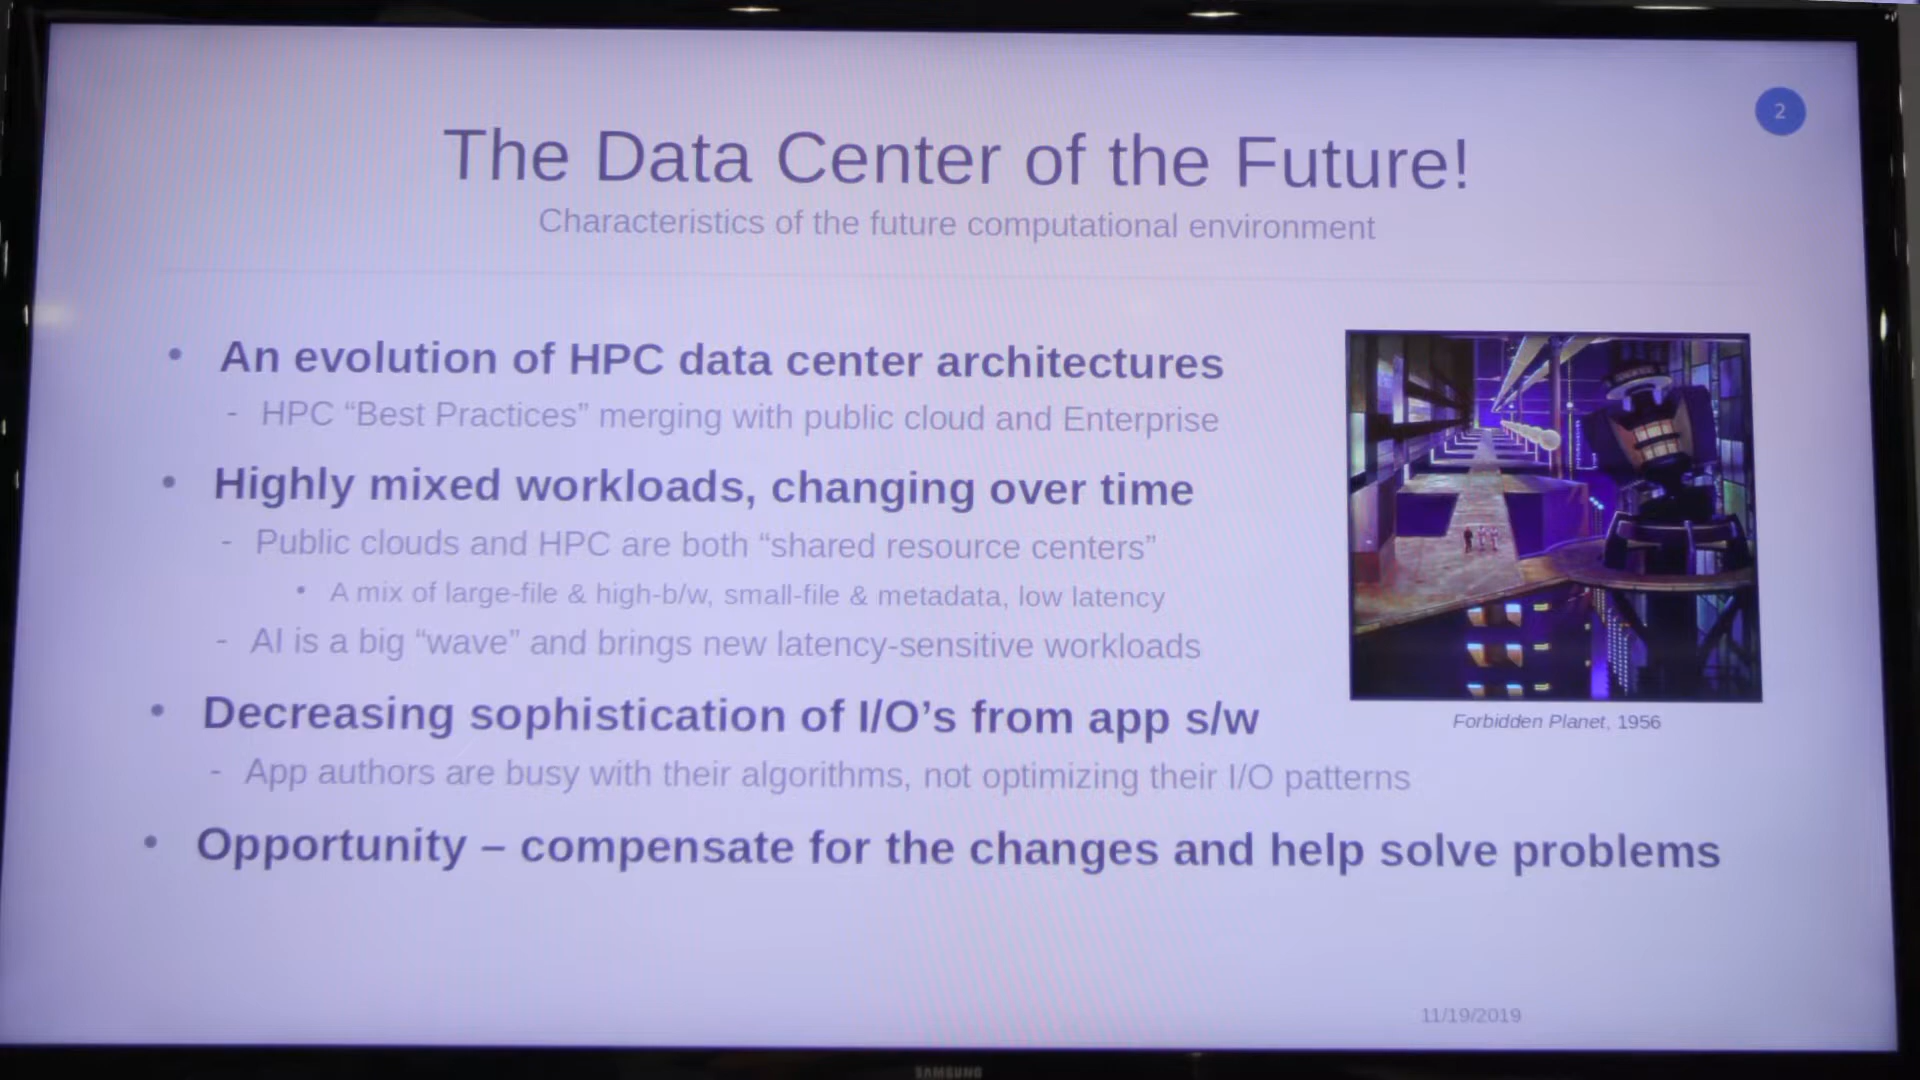 2
The Data Center of the Future!
Characteristics of the future computational environment
• An evolution of HPC data center architectures
- HPC “Best Practices” merging with public cloud and Enterprise
• Highly mixed workloads, changing over time
- Public clouds and HPC are both “shared resource centers”
• A mix of large-file & high-b/w, small-file & metadata, low latency
- AI is a big “wave” and brings new latency-sensitive workloads
• Decreasing sophistication of I/O’s from app s/w
- App authors are busy with their algorithms, not optimizing their I/O patterns
• Opportunity – compensate for the changes and help solve problems
Forbidden Planet, 1956
11/19/2019
SAMSUNG